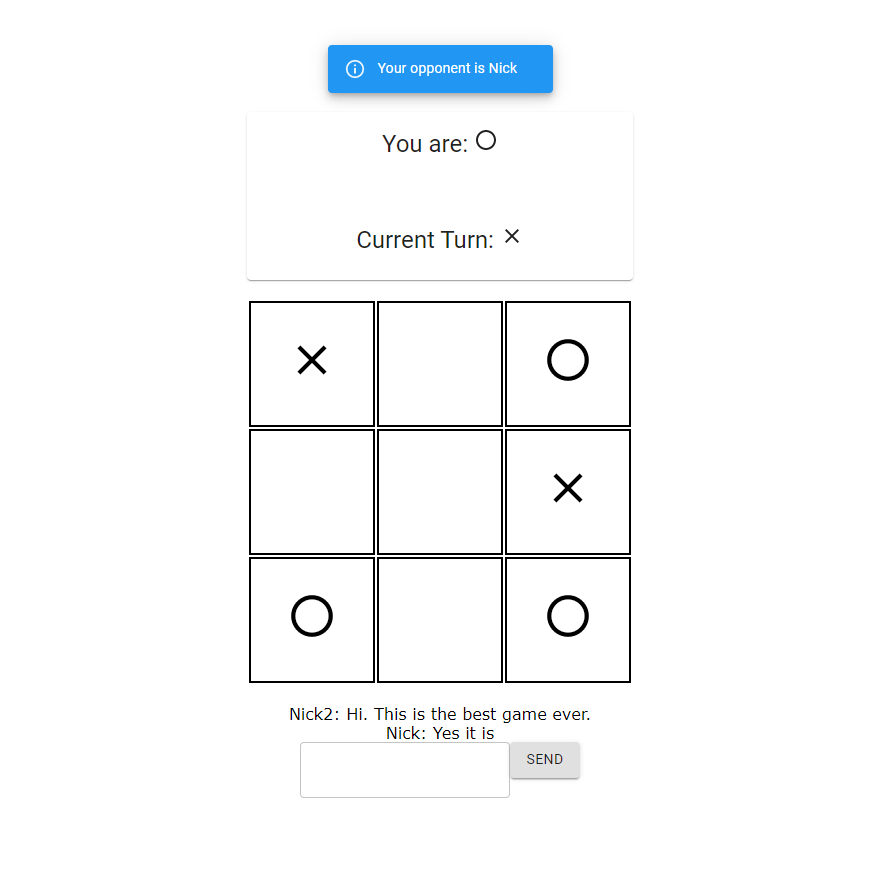 Your opponent is Nick
You are:
Current Turn:
Nick2: Hi. This is the best game ever.
Nick: Yes it is
SEND